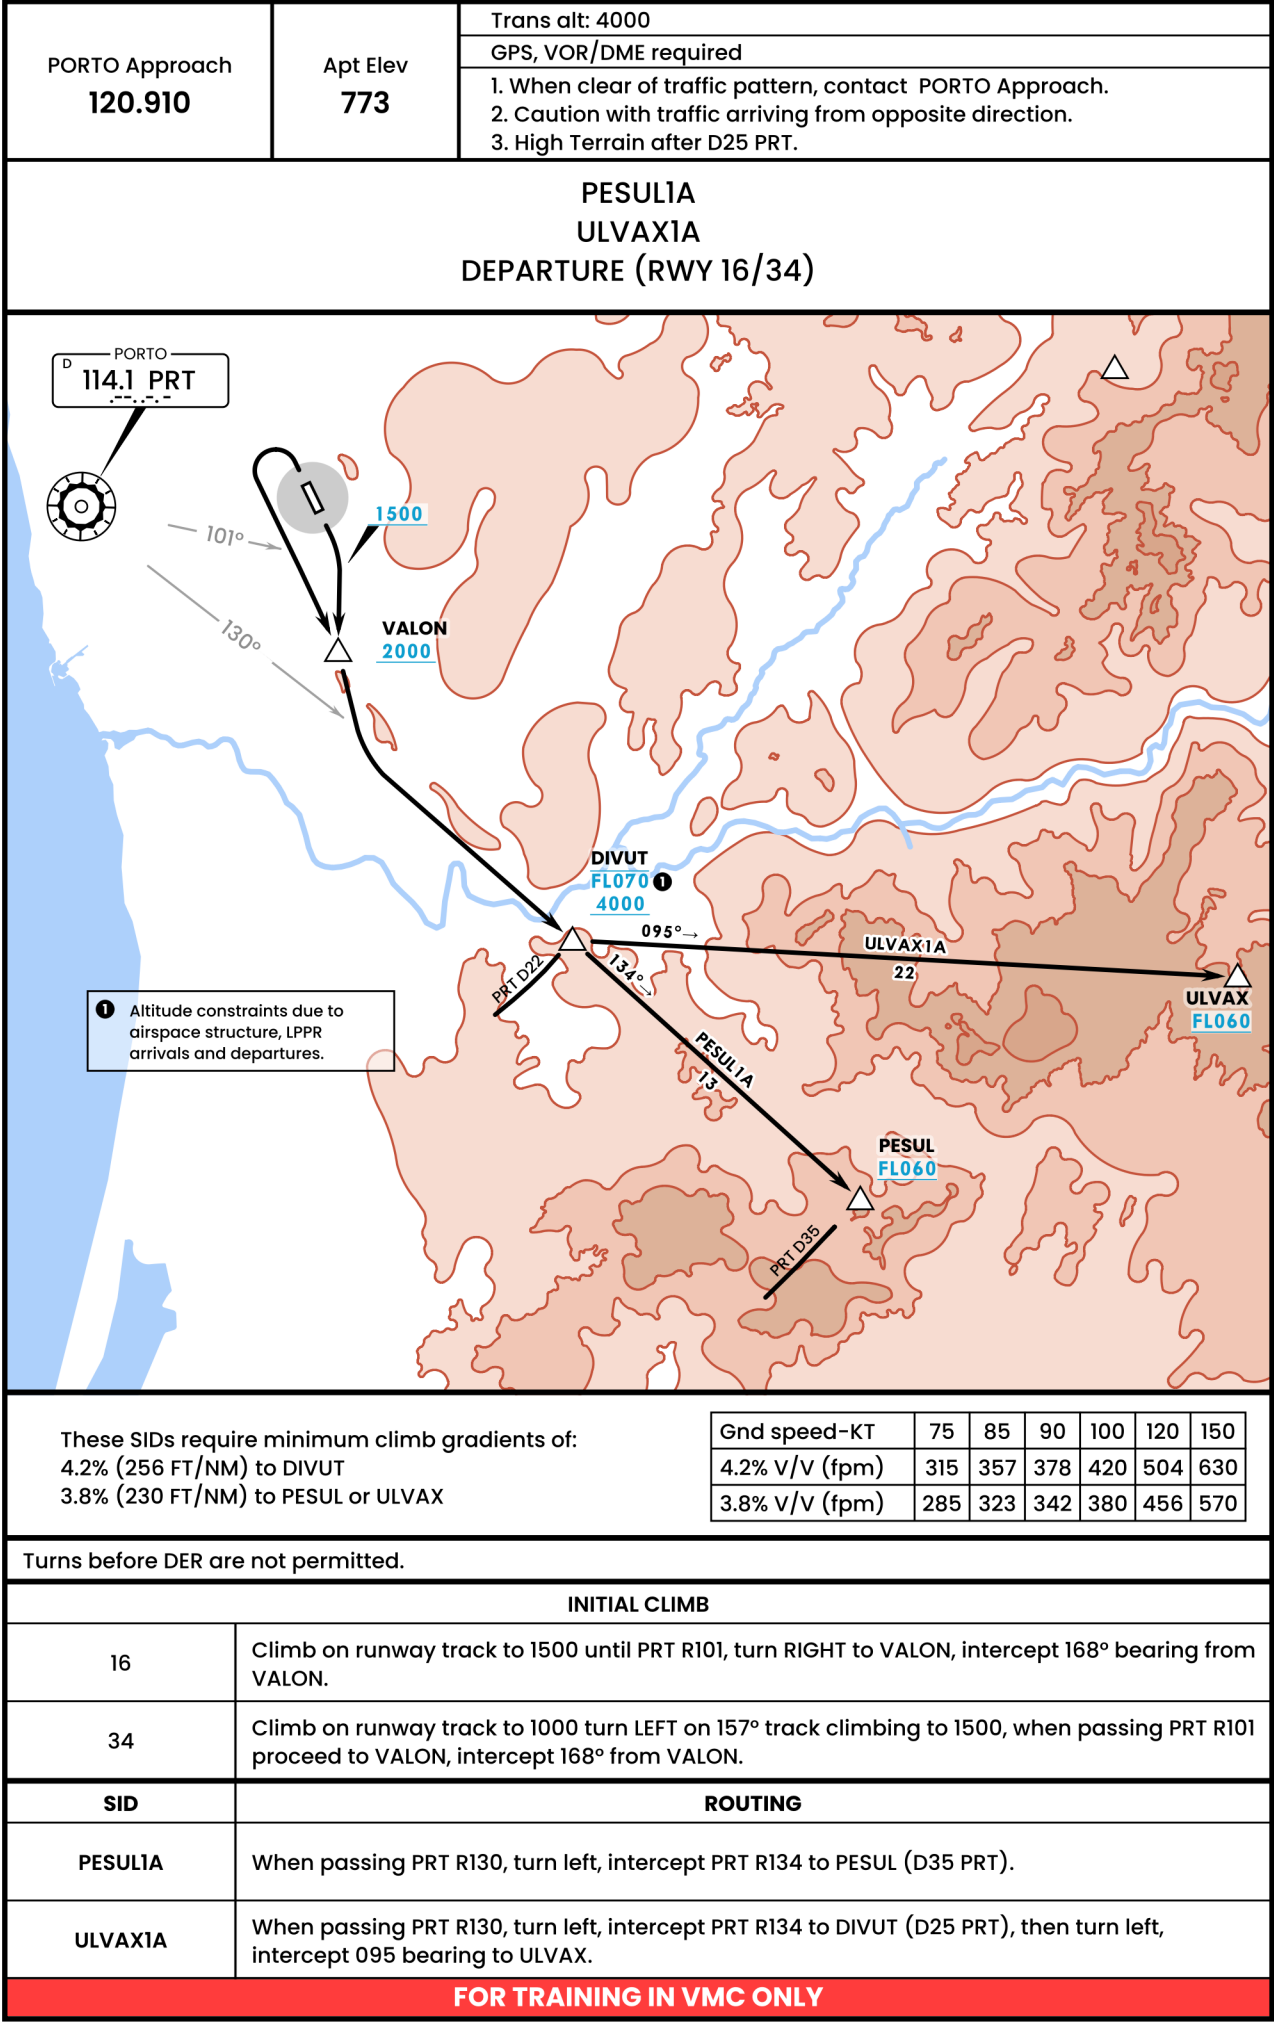 PORTO Approach
120.910
Apt Elev
773
Trans alt: 4000
GPS, VOR/DME required
1. When clear of traffic pattern, contact PORTO Approach.
2. Caution with traffic arriving from opposite direction.
3. High Terrain after D25 PRT.
PESUL1A
ULVAX1A
DEPARTURE (RWY 16/34)
PORTO
D
114.1 PRT
1500
101°
130°
VALON
2000
DIVUT
FL070 1
4000
095°→
ULVAX1A
22
ULVAX
FL060
PRT D22
134°→
1 Altitude constraints due to
airspace structure, LPPR
arrivals and departures.
PESUL1A
13
PESUL
FL060
PRT D35
These SIDs require minimum climb gradients of:
4.2% (256 FT/NM) to DIVUT
3.8% (230 FT/NM) to PESUL or ULVAX
Gnd speed-KT 75 85 90 100 120 150
4.2% V/V (fpm) 315 357 378 420 504 630
3.8% V/V (fpm) 285 323 342 380 456 570
Turns before DER are not permitted.
INITIAL CLIMB
16
Climb on runway track to 1500 until PRT R101, turn RIGHT to VALON, intercept 168° bearing from
VALON.
34
Climb on runway track to 1000 turn LEFT on 157° track climbing to 1500, when passing PRT R101
proceed to VALON, intercept 168° from VALON.
SID
ROUTING
PESUL1A
When passing PRT R130, turn left, intercept PRT R134 to PESUL (D35 PRT).
ULVAX1A
When passing PRT R130, turn left, intercept PRT R134 to DIVUT (D25 PRT), then turn left,
intercept 095 bearing to ULVAX.
FOR TRAINING IN VMC ONLY